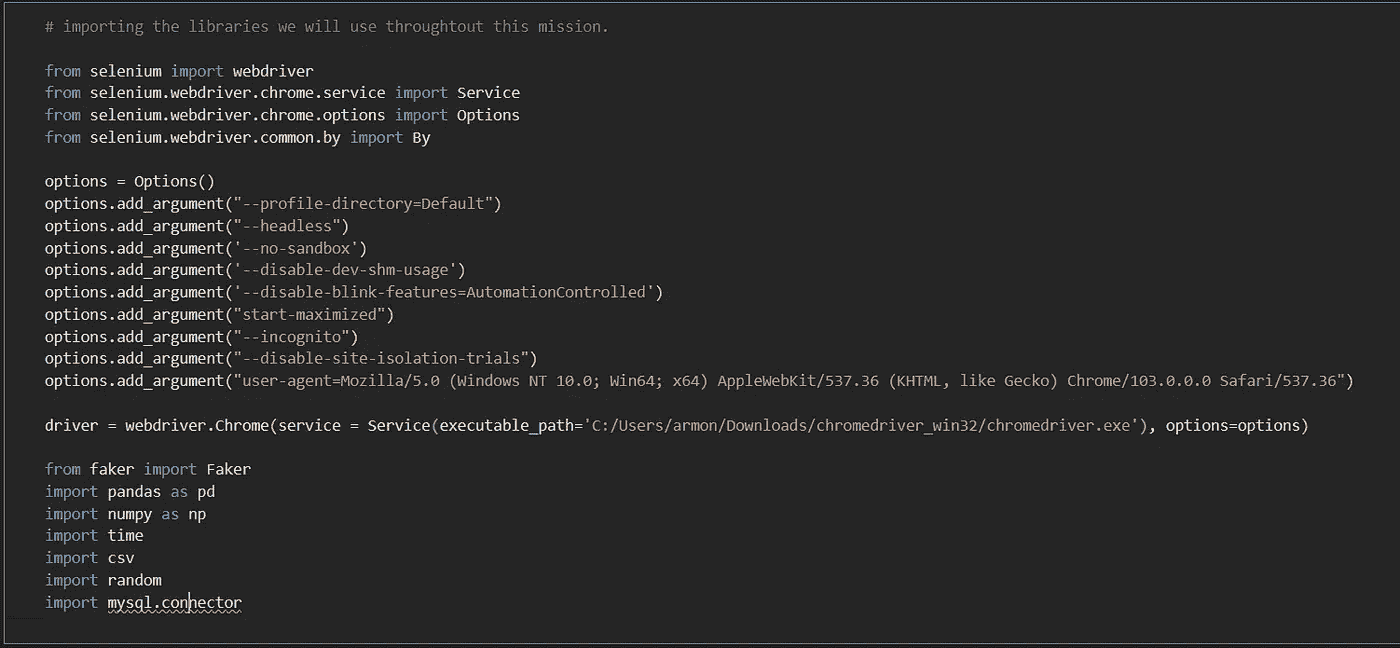 # importing the libraries we will use throughtout this mission.
from selenium import webdriver
from selenium.webdriver.chrome.service import Service
from selenium.webdriver.chrome.options import Options
from selenium.webdriver.common.by import By
options = Options()
options.add_argument("--profile-directory=Default")
options.add_argument("--headless")
options.add_argument('--no-sandbox')
options.add_argument('--disable-dev-shm-usage')
options.add_argument('--disable-blink-features=AutomationControlled')
options.add_argument("start-maximized")
options.add_argument("--incognito")
options.add_argument("--disable-site-isolation-trials")
options.add_argument("user-agent=Mozilla/5.0 (Windows NT 10.0; Win64; x64) AppleWebKit/537.36 (KHTML, like Gecko) Chrome/103.0.0.0 Safari/537.36")
driver = webdriver.Chrome(service = Service(executable_path='C:/Users/armon/Downloads/chromedriver_win32/chromedriver.exe'), options=options)
from faker import Faker
import pandas as pd
import numpy as np
import time
import csv
import random
import mysql.connector